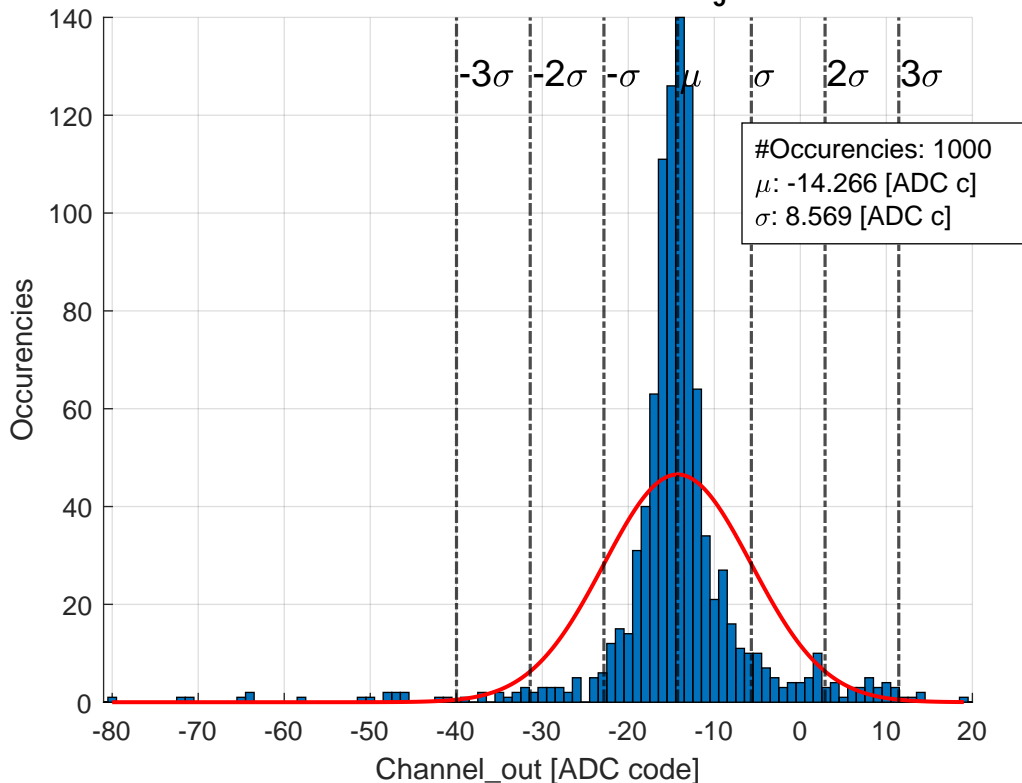 140
120
100
80
60
40
20
0
Occurencies
-3σ -2σ -σ μ σ 2σ 3σ
#Occurencies: 1000
μ: -14.266 [ADC c]
σ: 8.569 [ADC c]
-80 -70 -60 -50 -40 -30 -20 -10 0 10 20
Channel_out [ADC code]